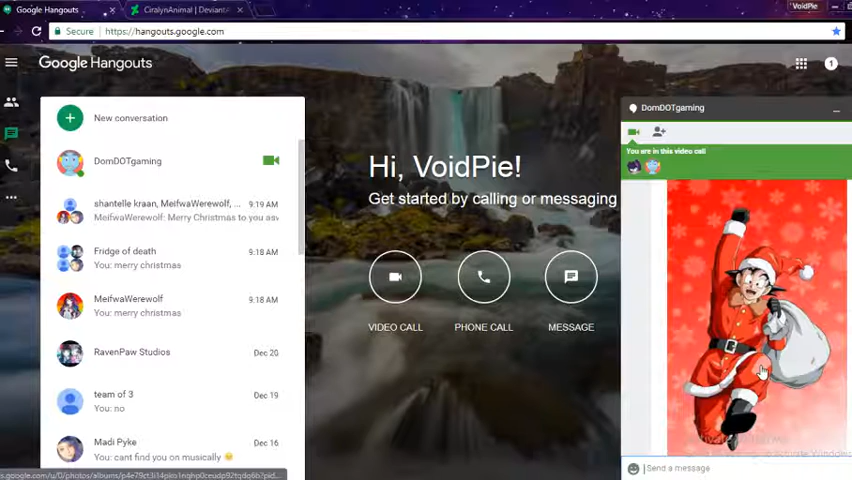 Google Hangouts
CiralynAnimal | DeviantA
VoidPie
Secure
https://hangouts.google.com
Google Hangouts
1
New conversation
DomDOTgaming
shantelle kraan, MeifwaWerewolf, ...
9:19 AM
MeifwaWerewolf: Merry Christmas to you as
Fridge of death
9:18 AM
You: merry christmas
MeifwaWerewolf
9:18 AM
You: merry christmas
RavenPaw Studios
Dec 20
team of 3
Dec 19
You: no
Madi Pyke
Dec 16
You: cant find you on musically
Hi, VoidPie!
Get started by calling or messaging
VIDEO CALL
PHONE CALL
MESSAGE
DomDOTgaming
You are in this video call
Send a message